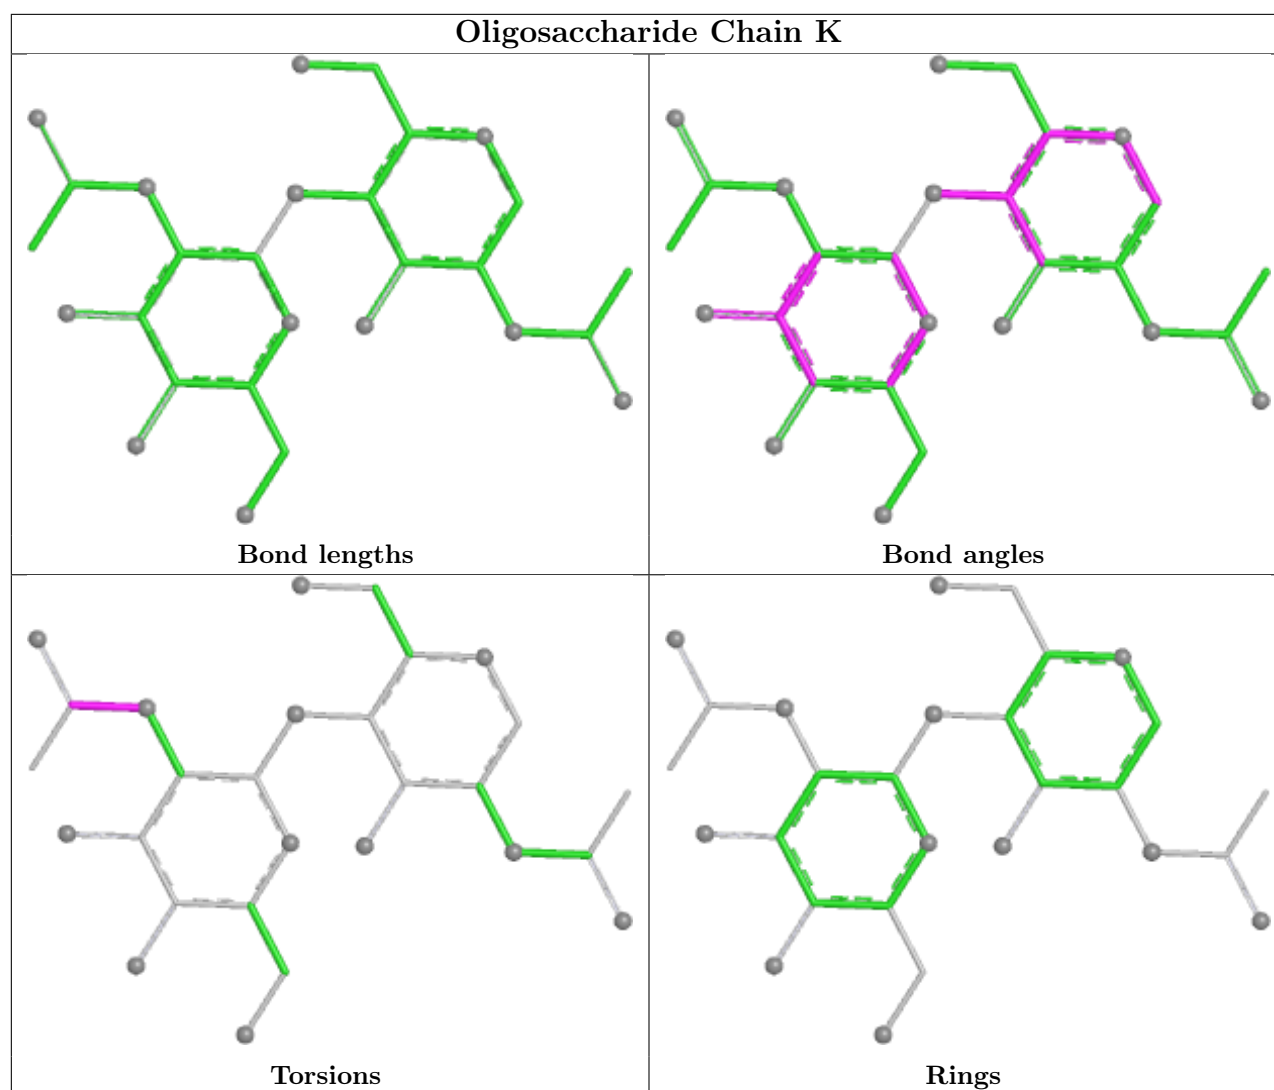 Oligosaccharide Chain K
Bond lengths
Bond angles
Torsions
Rings